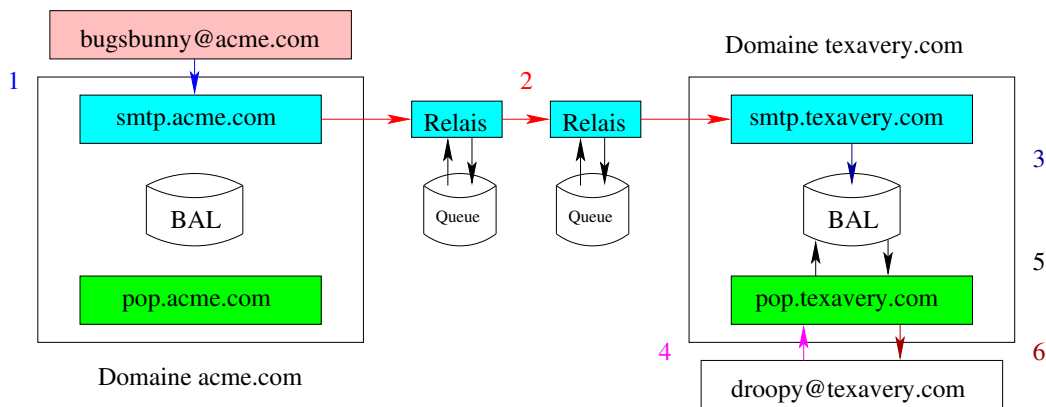 bugsbunny@acme.com
Domaine texavery.com
1
2
smtp.acme.com
Relais
Relais
smtp.texavery.com
3
BAL
Queue
Queue
BAL
5
pop.acme.com
pop.texavery.com
4
6
Domaine acme.com
droopy@texavery.com